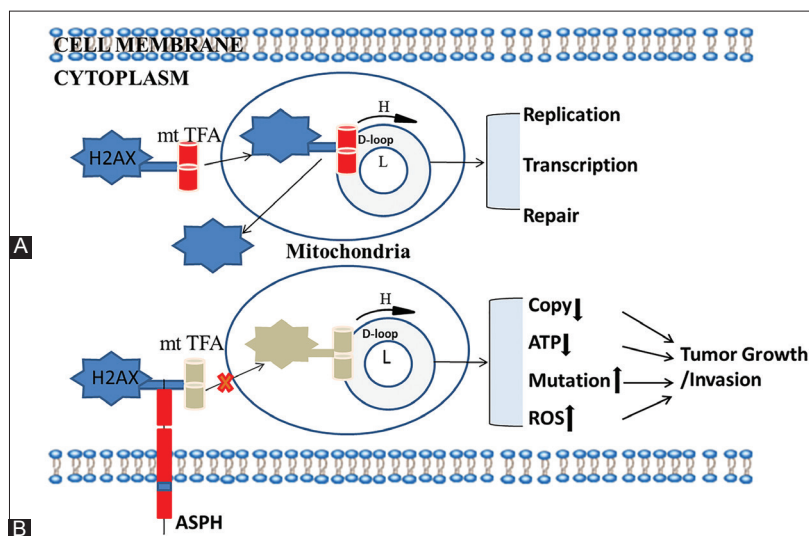 CELL MEMBRANE
CYTOPLASM
mt TFA
H2AX
H
D-loop
L
Replication
Transcription
Repair
A
Mitochondria
mt TFA
H2AX
H
D-loop
L
Copy
ATP
Mutation
ROS
Tumor Growth
/Invasion
ASPH
B